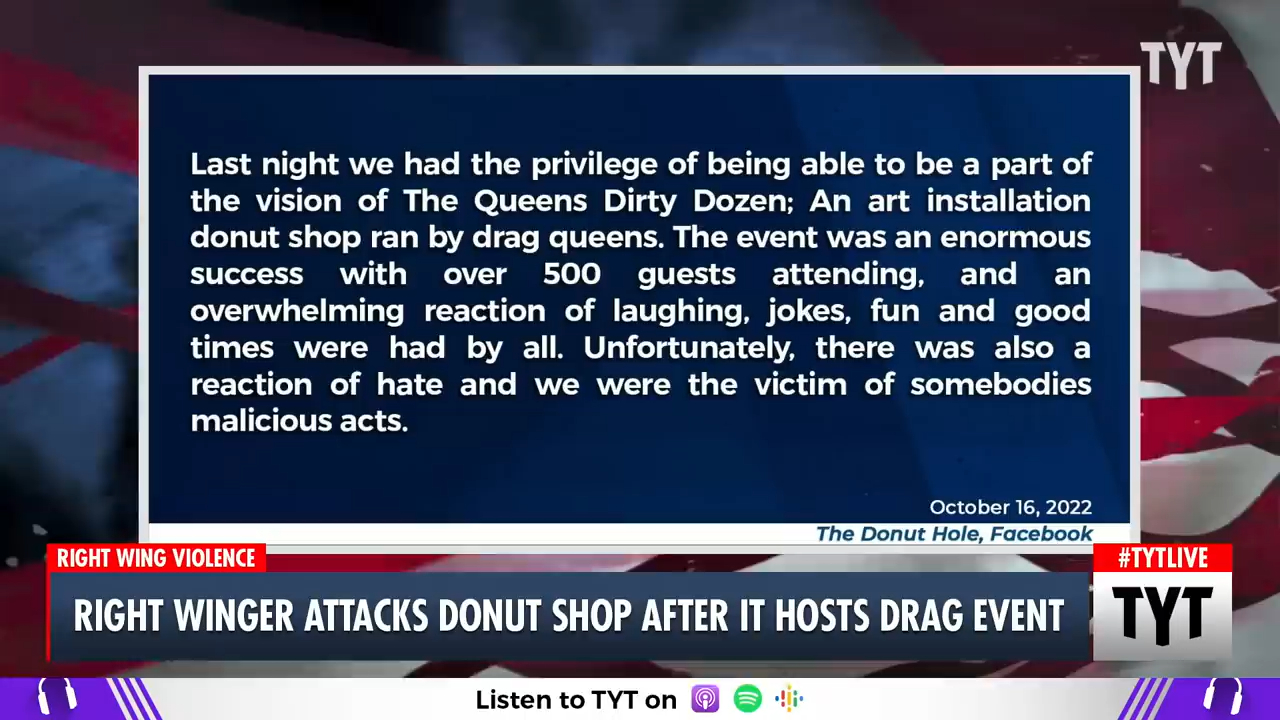 TYT
Last night we had the privilege of being able to be a part of
the vision of The Queens Dirty Dozen; An art installation
donut shop ran by drag queens. The event was an enormous
success with over 500 guests attending, and an
overwhelming reaction of laughing, jokes, fun and good
times were had by all. Unfortunately, there was also a
reaction of hate and we were the victim of somebodies
malicious acts.
October 16, 2022
The Donut Hole, Facebook
RIGHT WING VIOLENCE
#TYTLIVE
RIGHT WINGER ATTACKS DONUT SHOP AFTER IT HOSTS DRAG EVENT
TYT
Listen to TYT on